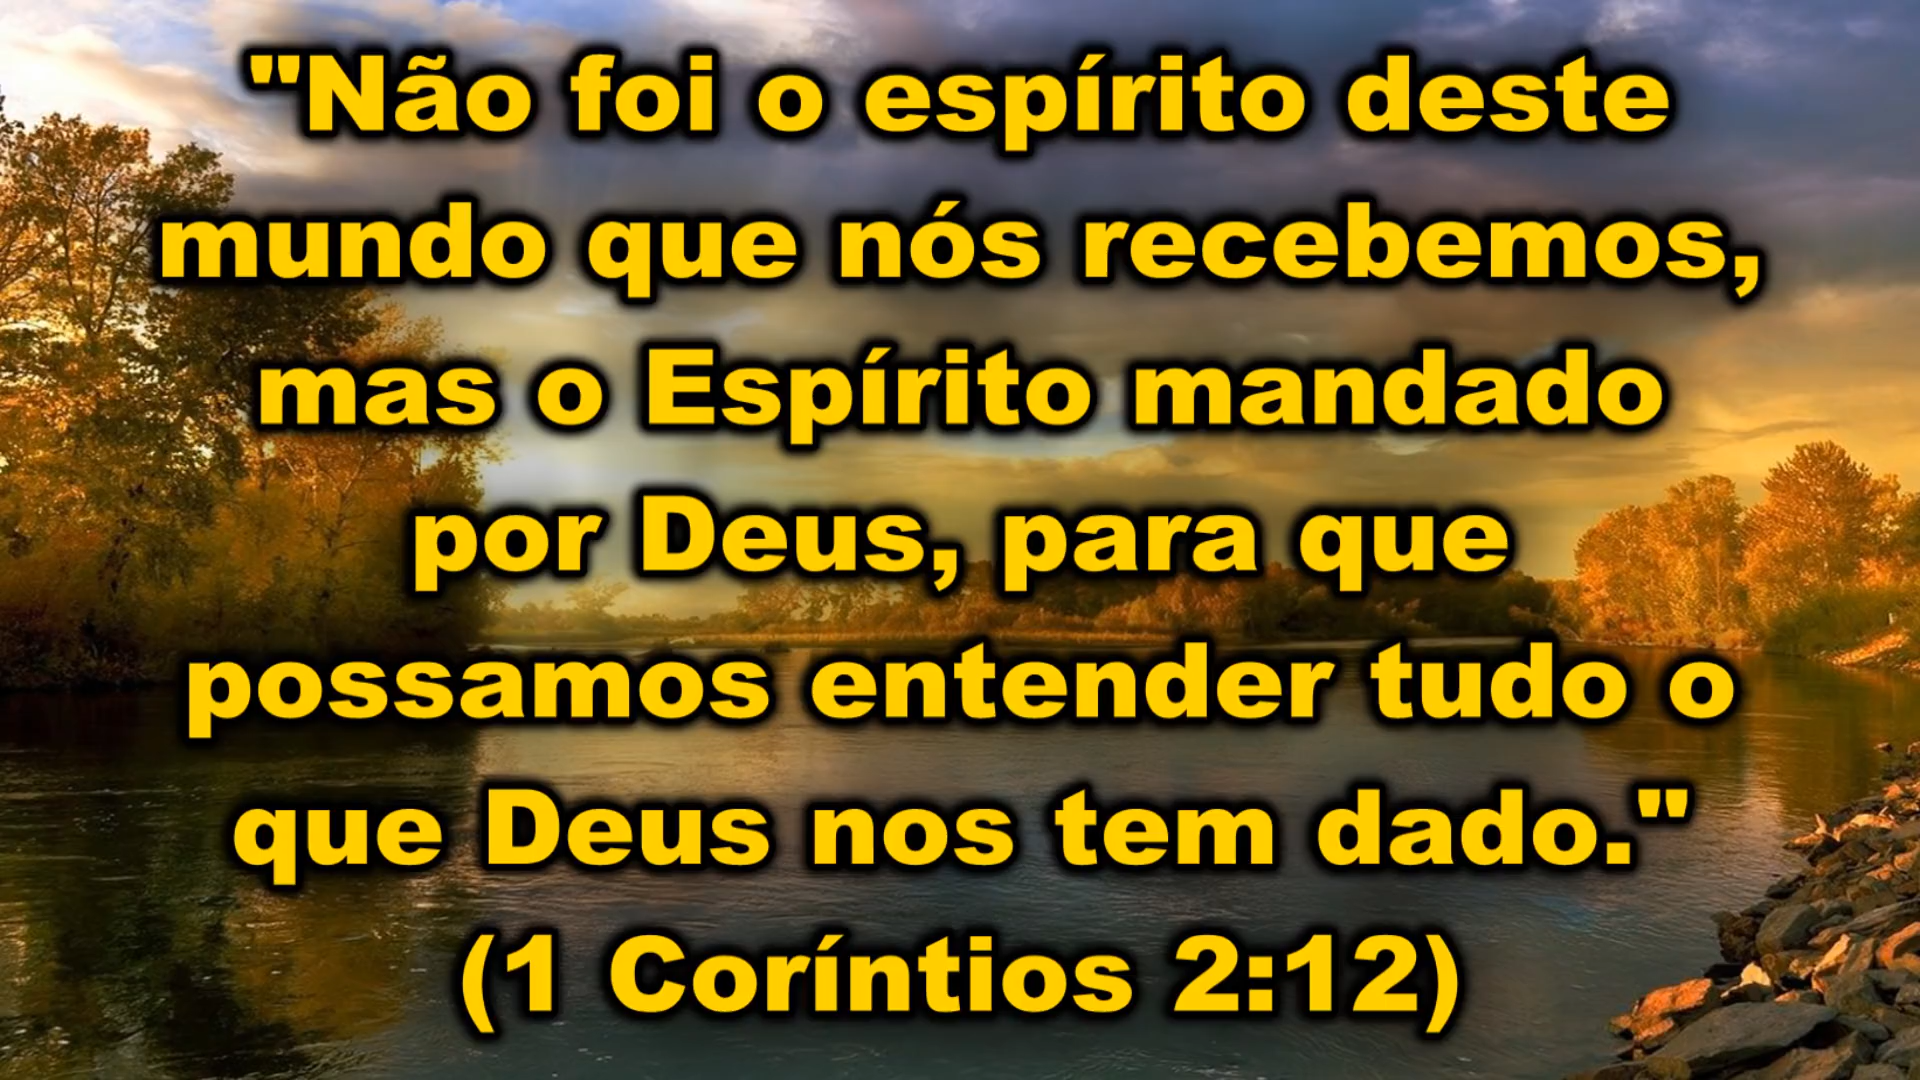 "Não foi o espírito deste
mundo que nós recebemos,
mas o Espírito mandado
por Deus, para que
possamos entender tudo o
que Deus nos tem dado."
(1 Coríntios 2:12)